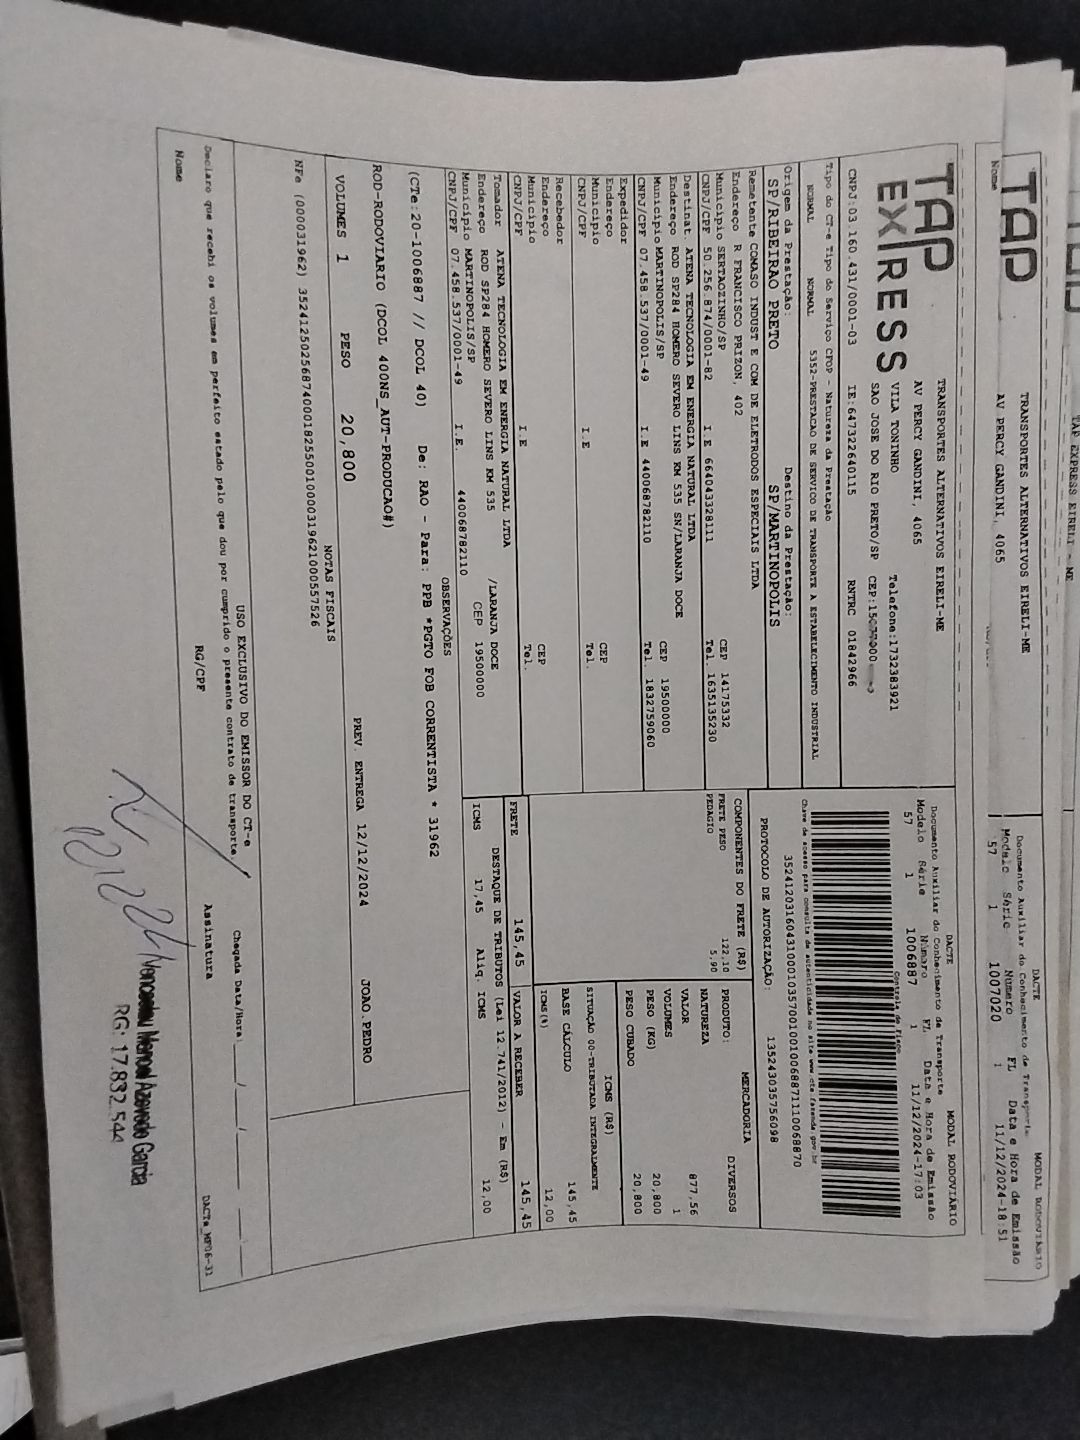 TAP EXPRESS EIRELI - ME
TAP
TRANSPORTES ALTERNATIVOS EIRELI-ME
AV PERCY GANDINI, 4065
Nome
DACTE
MODAL RODOVIÁRIO
Documento Auxiliar do Conhecimento de Transporte
Modelo Série Número FL Data e Hora de Emissão
57 1 1007020 1 11/12/2024-18:51
TAP
EXPRESS
TRANSPORTES ALTERNATIVOS EIRELI-ME
AV PERCY GANDINI, 4065
VILA TONINHO Telefone:1732383921
SAO JOSE DO RIO PRETO/SP
CNPJ:03.160.431/0001-03 IE:647322640115 RNTRC 01842966
DACTE MODAL RODOVIÁRIO
Documento Auxiliar do Conhecimento de Transporte
Modelo Série Número FL Data e Hora de Emissão
57 1 1006887 1 11/12/2024-17:03
Controle do Fisco
Chave de acesso para consulta de autenticidade no site www.cte.fazenda.gov.br
35241203160431000103570010010068871110068870
PROTOCOLO DE AUTORIZAÇÃO: 135243035756098
Tipo do CT-e Tipo do Serviço CFOP - Natureza da Prestação
NORMAL NORMAL 5352-PRESTACAO DE SERVICO DE TRANSPORTE A ESTABELECIMENTO INDUSTRIAL
Origem da Prestação: Destino da Prestação:
SP/RIBEIRAO PRETO SP/MARTINOPOLIS
Remetente COMASO INDUST E COM DE ELETRODOS ESPECIAIS LTDA
Endereço R FRANCISCO PRIZON, 402
Município SERTAOZINHO/SP CEP 14175332
CNPJ/CPF 50.256.874/0001-82 I.E 664043328111 Tel. 1635135230
Destinat ATENA TECNOLOGIA EM ENERGIA NATURAL LTDA
Endereço ROD SP284 HOMERO SEVERO LINS KM 535 SN/LARANJA DOCE
Município MARTINOPOLIS/SP CEP 19500000
CNPJ/CPF 07.458.537/0001-49 I.E 440068782110 Tel. 1832759060
Expedidor
Endereço
Município CEP
CNPJ/CPF I.E Tel.
Recebedor
Endereço
Município CEP
CNPJ/CPF I.E Tel.
Tomador ATENA TECNOLOGIA EM ENERGIA NATURAL LTDA
Endereço ROD SP284 HOMERO SEVERO LINS KM 535 /LARANJA DOCE
Município MARTINOPOLIS/SP CEP 19500000
CNPJ/CPF 07.458.537/0001-49 I.E. 440068782110
COMPONENTES DO FRETE (R$)
FRETE PESO 122,10
PEDAGIO 5,90
MERCADORIA
PRODUTO: DIVERSOS
NATUREZA
VALOR 877,56
VOLUMES 1
PESO (KG) 20,800
PESO CUBADO 20,800
ICMS (R$)
SITUAÇÃO 00-TRIBUTADA INTEGRALMENTE
BASE CÁLCULO 145,45
ICMS(%) 12,00
FRETE 145,45 VALOR A RECEBER 145,45
DESTAQUE DE TRIBUTOS (Lei 12.741/2012) - Em (R$)
ICMS 17,45 Aliq. ICMS 12,00
OBSERVAÇÕES
(CTe:20-1006887 // DCOL 40) De: RAO - Para: PPB *PGTO FOB CORRENTISTA * 31962
ROD-RODOVIARIO (DCOL 400NS_AUT-PRODUCAO#)
VOLUMES 1 PESO 20,800 PREV. ENTREGA 12/12/2024 JOAO.PEDRO
NOTAS FISCAIS
NFe (000031962) 35241250256874000182550010000319621000557526
USO EXCLUSIVO DO EMISSOR DO CT-e
Declaro que recebi os volumes em perfeito estado pelo que dou por cumprido o presente contrato de transporte.
Chegada Data/Hora: / /
Nome RG/CPF Assinatura DACTe_MF06-31
Manoel Azevedo Garcia
RG: 17.832.544